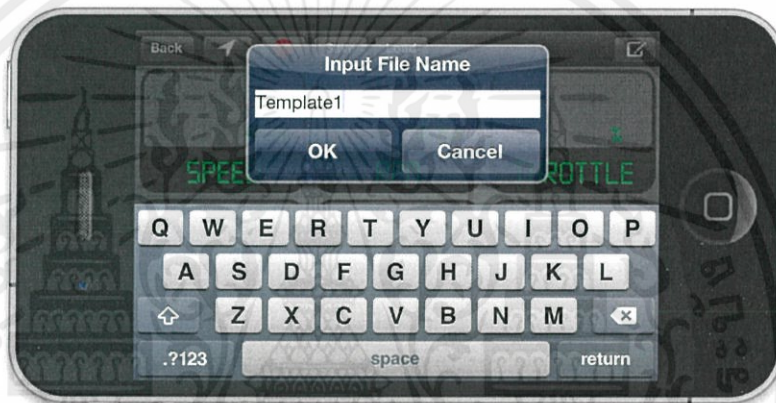 Back
Input File Name
Template1
OK Cancel
SPEE ROTTLE
Q W E R T Y U I O P
A S D F G H J K L
Z X C V B N M
.?123 space return